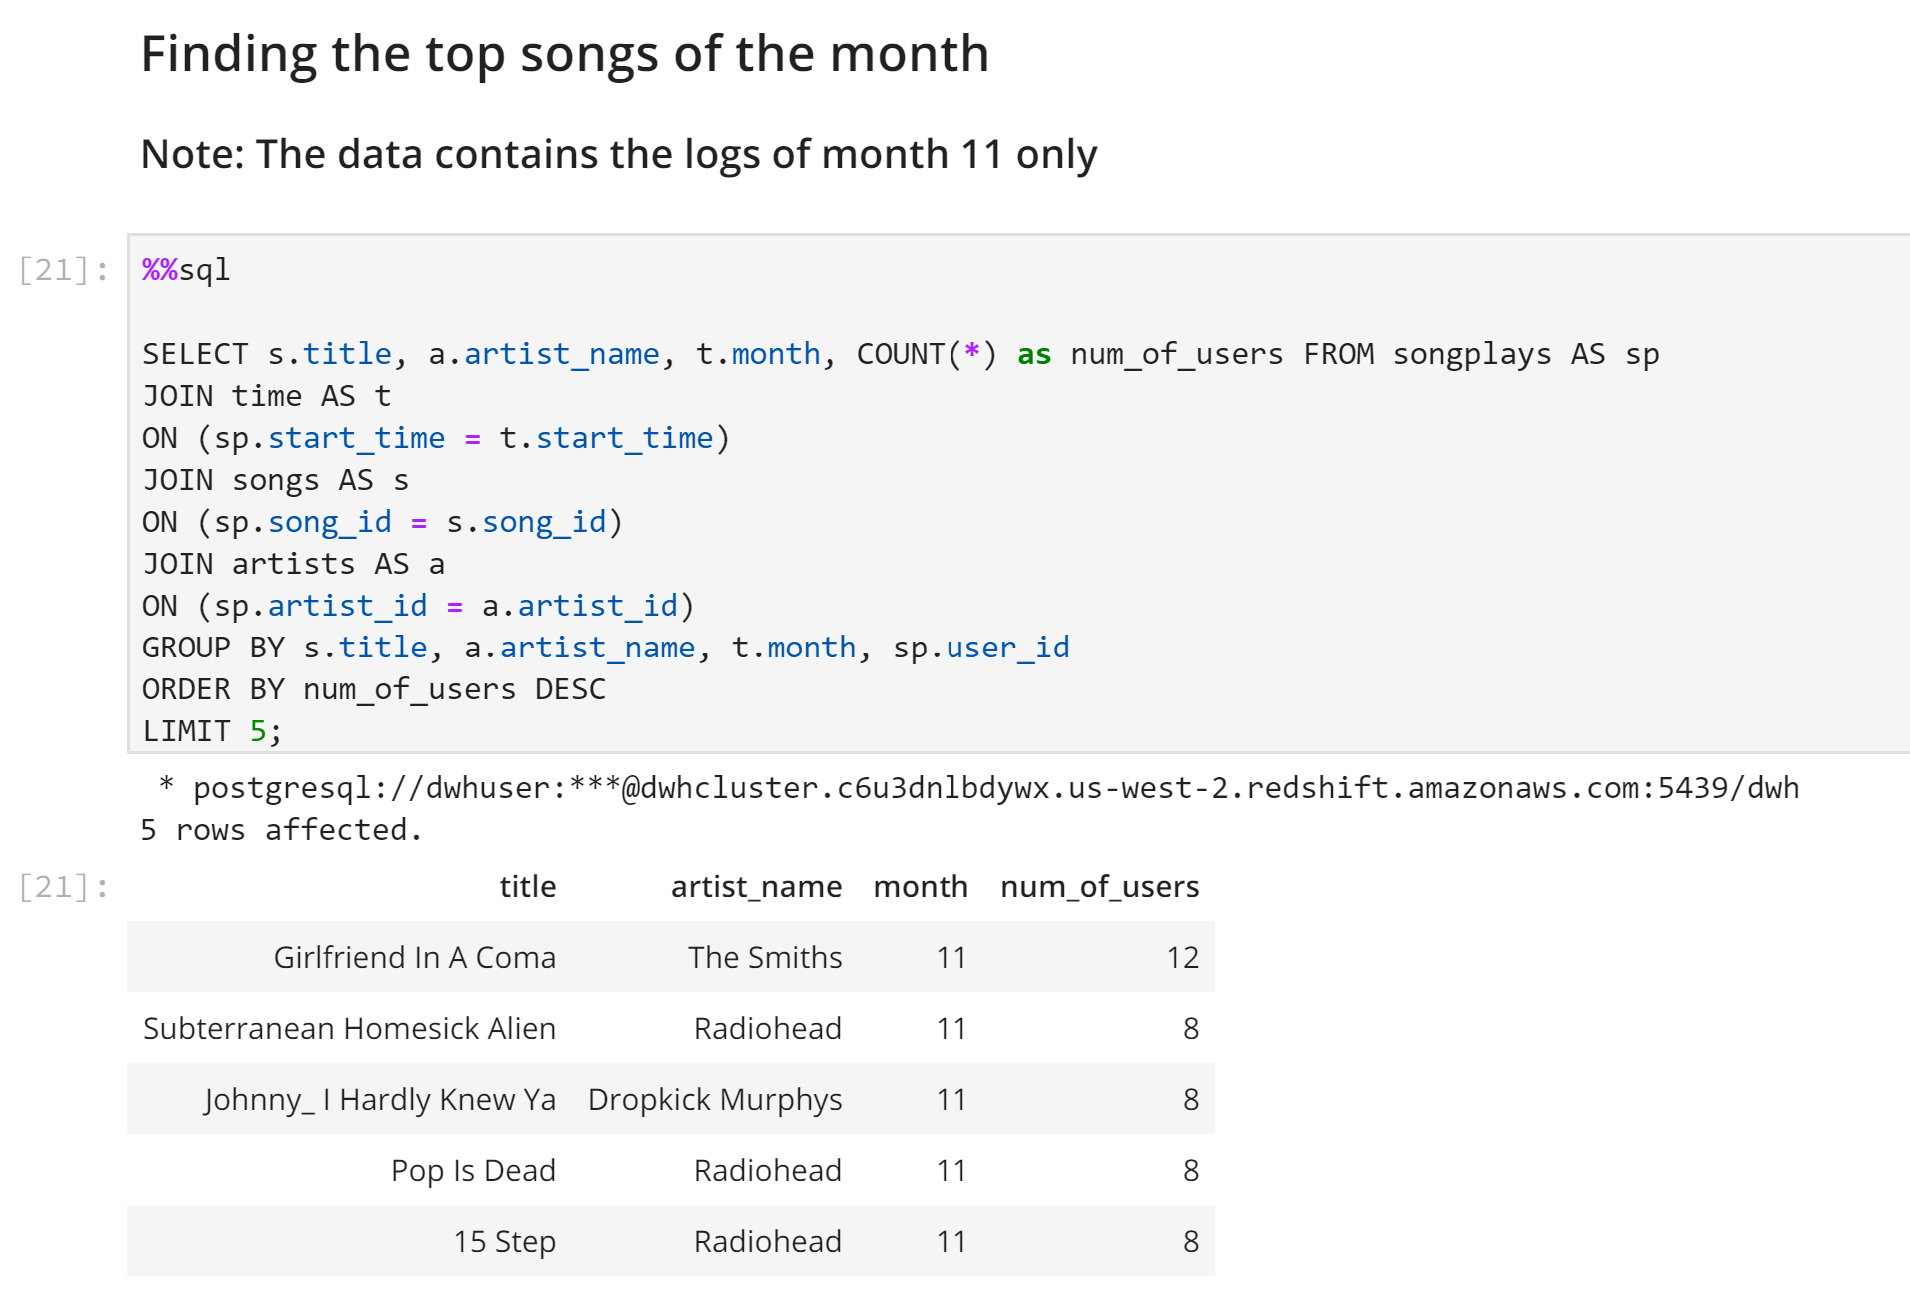 Finding the top songs of the month
Note: The data contains the logs of month 11 only
[21]:
%%sql
SELECT s.title, a.artist_name, t.month, COUNT(*) as num_of_users FROM songplays AS sp
JOIN time AS t
ON (sp.start_time = t.start_time)
JOIN songs AS s
ON (sp.song_id = s.song_id)
JOIN artists AS a
ON (sp.artist_id = a.artist_id)
GROUP BY s.title, a.artist_name, t.month, sp.user_id
ORDER BY num_of_users DESC
LIMIT 5;
* postgresql://dwhuser:***@dwhcluster.c6u3dnlbdywx.us-west-2.redshift.amazonaws.com:5439/dwh
5 rows affected.
[21]:
title artist_name month num_of_users
Girlfriend In A Coma The Smiths 11 12
Subterranean Homesick Alien Radiohead 11 8
Johnny_ I Hardly Knew Ya Dropkick Murphys 11 8
Pop Is Dead Radiohead 11 8
15 Step Radiohead 11 8